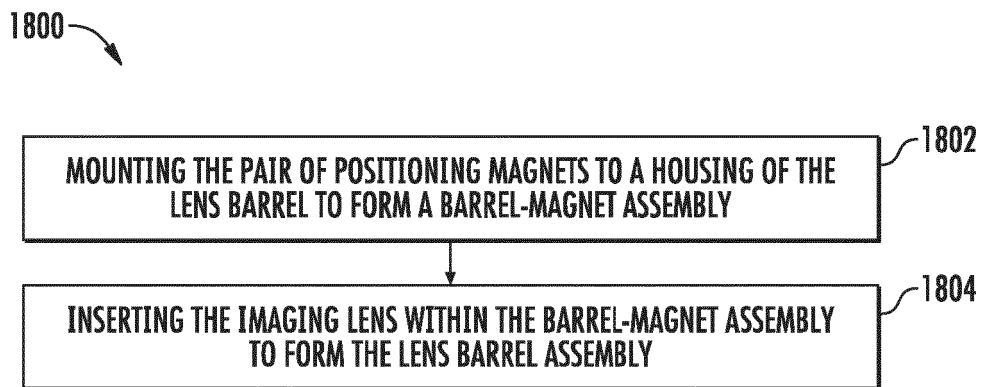 1800
1802
MOUNTING THE PAIR OF POSITIONING MAGNETS TO A HOUSING OF THE
LENS BARREL TO FORM A BARREL-MAGNET ASSEMBLY
1804
INSERTING THE IMAGING LENS WITHIN THE BARREL-MAGNET ASSEMBLY
TO FORM THE LENS BARREL ASSEMBLY